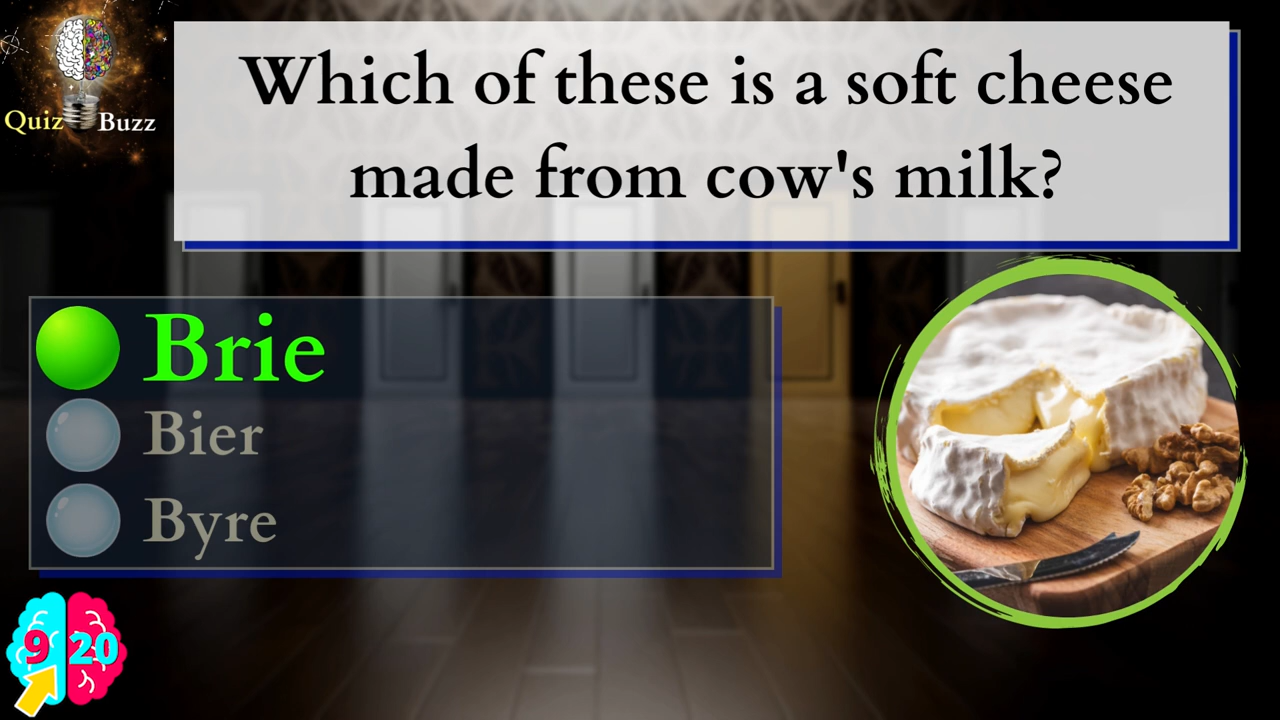 Quiz Buzz
Which of these is a soft cheese
made from cow's milk?
Brie
Bier
Byre
9 20